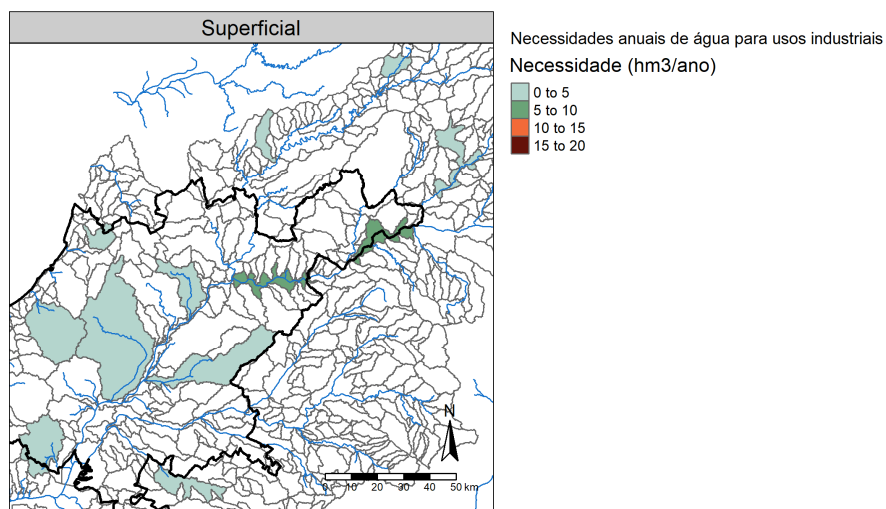 Superficial
Necessidades anuais de água para usos industriais
Necessidade (hm3/ano)
0 to 5
5 to 10
10 to 15
15 to 20
N
0 10 20 30 40 50 km